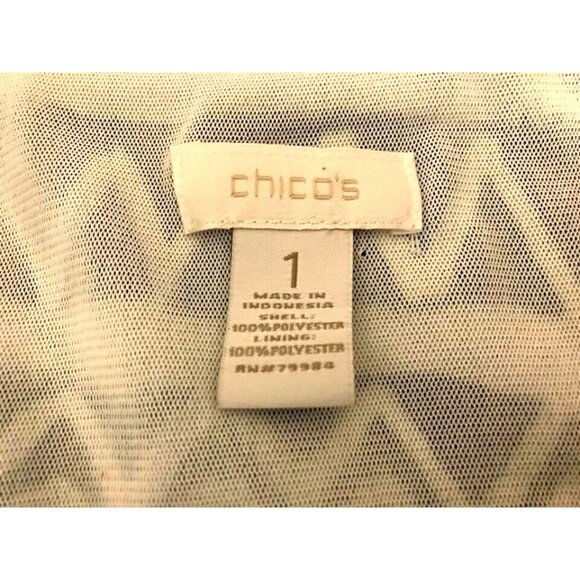 chico's
1
MADE IN
INDONESIA
SHELL:
100%POLYESTER
LINING:
100%POLYESTER
RN#79984